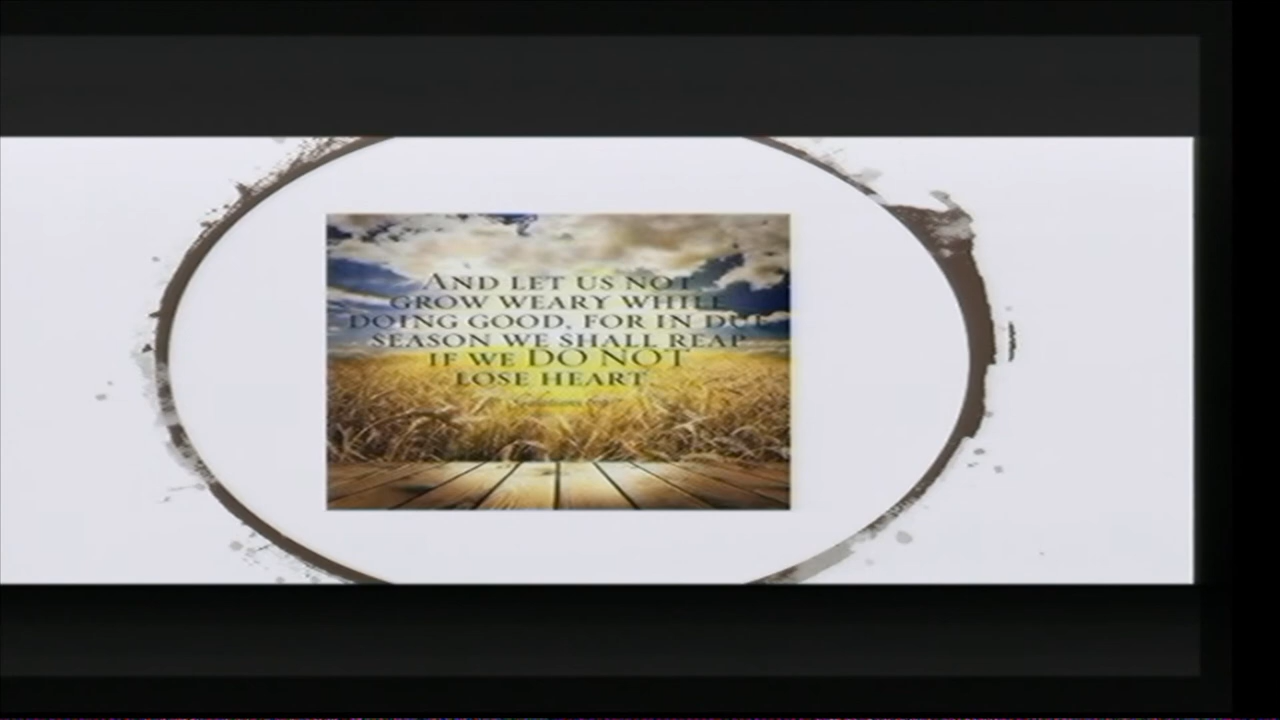 AND LET US NOT
GROW WEARY WHILE
DOING GOOD, FOR IN DUE
SEASON WE SHALL REAP
IF WE DO NOT
LOSE HEART.